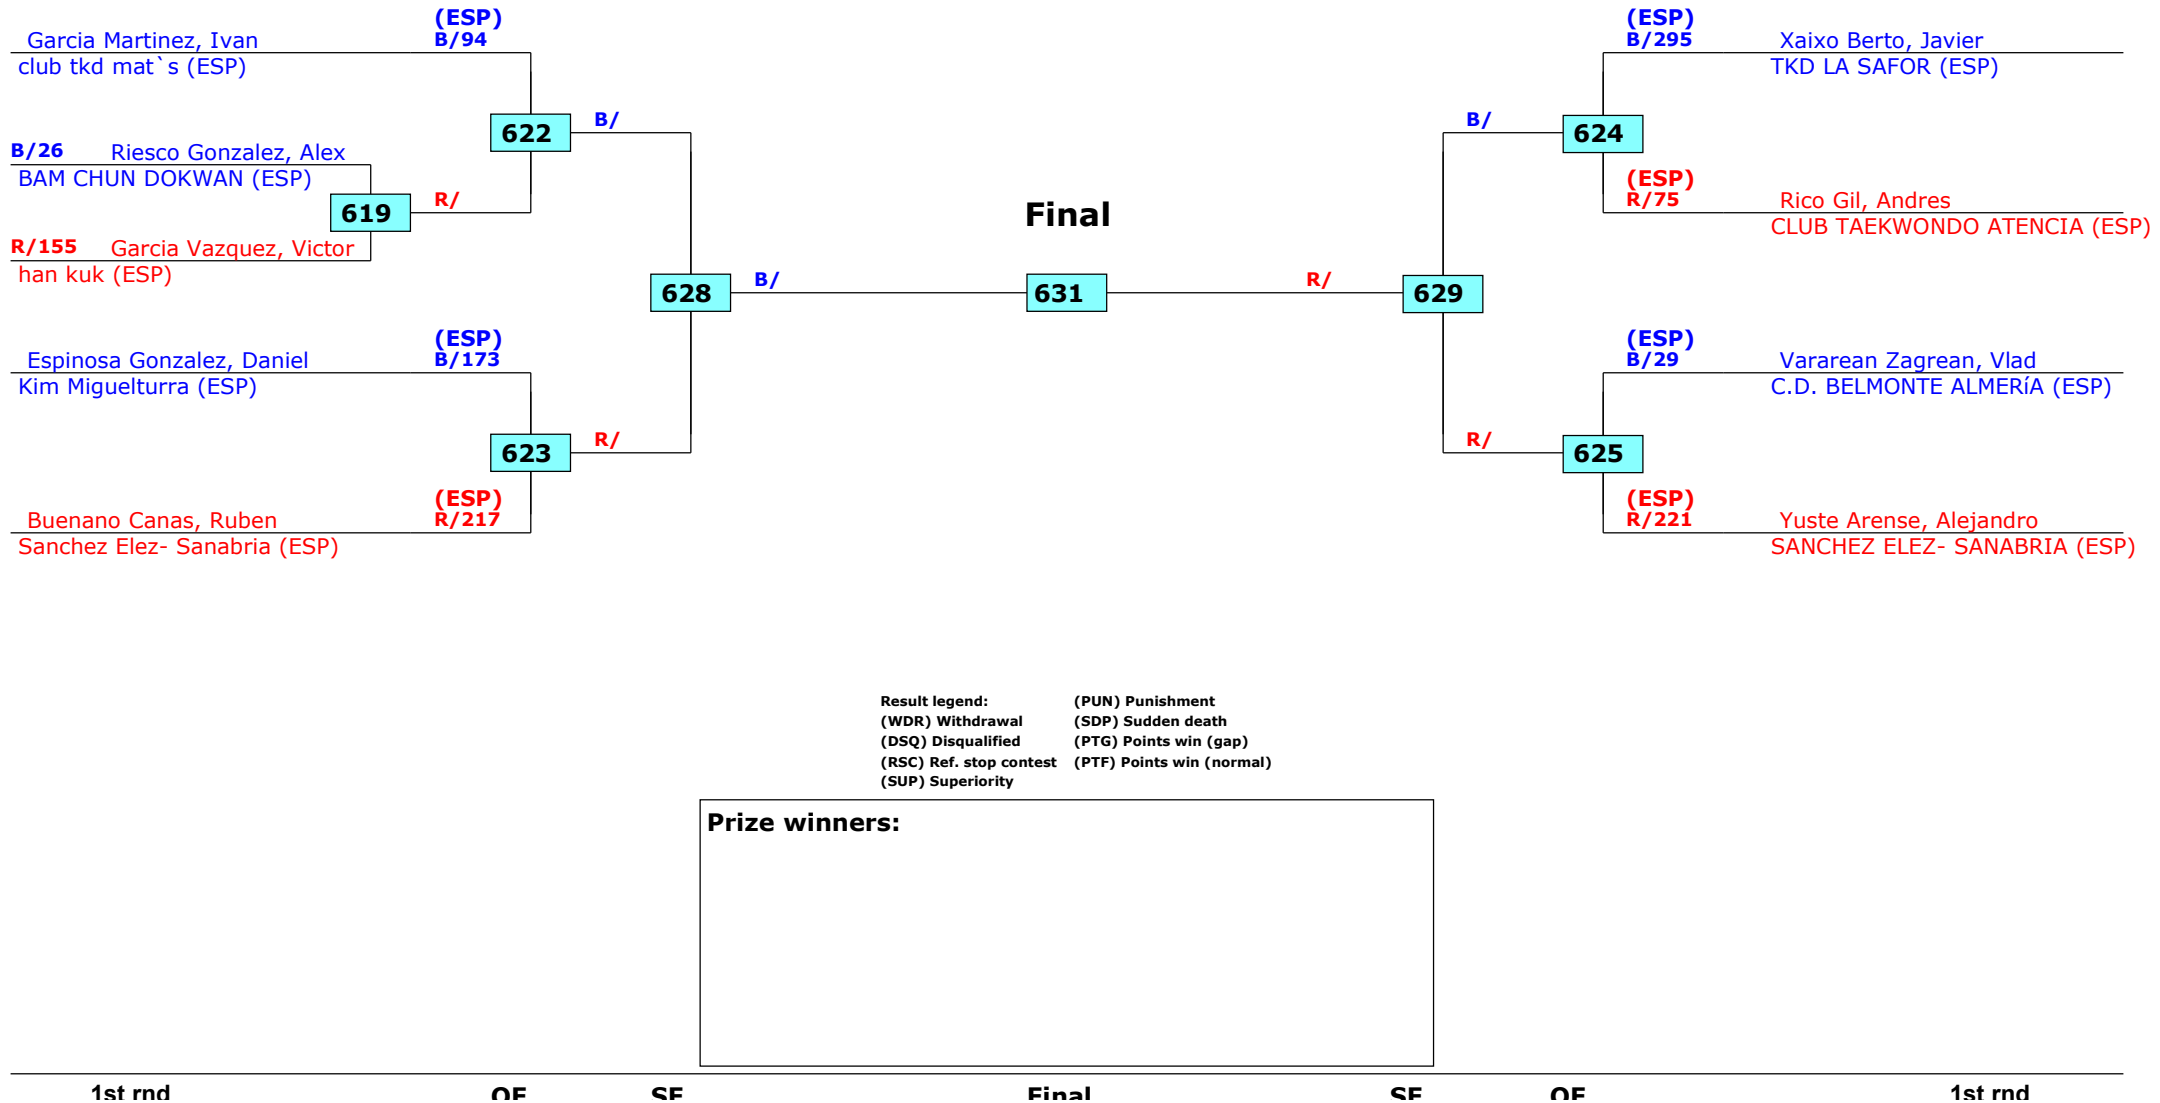 (ESP)
Garcia Martinez, Ivan B/94
club tkd mat`s (ESP)
622
B/
B/26 Riesco Gonzalez, Alex
BAM CHUN DOKWAN (ESP)
619
R/
R/155 Garcia Vazquez, Victor
han kuk (ESP)
628
B/
(ESP)
Espinosa Gonzalez, Daniel B/173
Kim Miguelturra (ESP)
623
R/
(ESP)
Buenano Canas, Ruben R/217
Sanchez Elez- Sanabria (ESP)
Final
631
(ESP)
B/295 Xaixo Berto, Javier
TKD LA SAFOR (ESP)
B/
624
(ESP)
R/75 Rico Gil, Andres
CLUB TAEKWONDO ATENCIA (ESP)
R/
629
(ESP)
B/29 Vararean Zagrean, Vlad
C.D. BELMONTE ALMERíA (ESP)
R/
625
(ESP)
R/221 Yuste Arense, Alejandro
SANCHEZ ELEZ- SANABRIA (ESP)
Result legend: (PUN) Punishment
(WDR) Withdrawal (SDP) Sudden death
(DSQ) Disqualified (PTG) Points win (gap)
(RSC) Ref. stop contest (PTF) Points win (normal)
(SUP) Superiority
Prize winners:
1st rnd QF SF Final SF QF 1st rnd